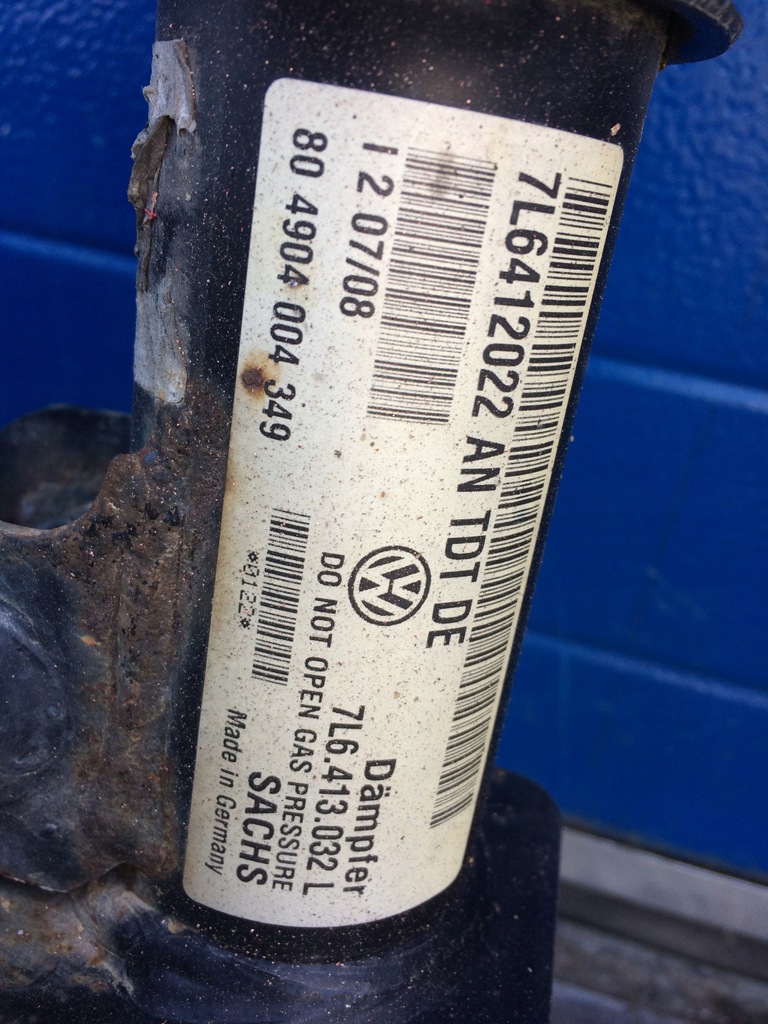 7L6412022 AN TDT DE
I 2 07/08
80 4904 004 349
Dämpfer
7L6.413.032 L
DO NOT OPEN GAS PRESSURE
*0122*
SACHS
Made in Germany